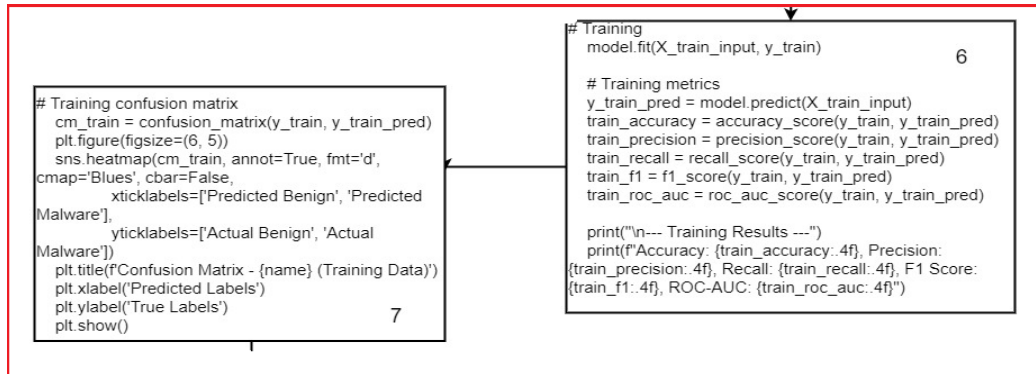 # Training
model.fit(X_train_input, y_train)
6
# Training metrics
y_train_pred = model.predict(X_train_input)
train_accuracy = accuracy_score(y_train, y_train_pred)
train_precision = precision_score(y_train, y_train_pred)
train_recall = recall_score(y_train, y_train_pred)
train_f1 = f1_score(y_train, y_train_pred)
train_roc_auc = roc_auc_score(y_train, y_train_pred)
print("\n--- Training Results ---")
print(f"Accuracy: {train_accuracy:.4f}, Precision:
{train_precision:.4f}, Recall: {train_recall:.4f}, F1 Score:
{train_f1:.4f}, ROC-AUC: {train_roc_auc:.4f}")
# Training confusion matrix
cm_train = confusion_matrix(y_train, y_train_pred)
plt.figure(figsize=(6, 5))
sns.heatmap(cm_train, annot=True, fmt='d',
cmap='Blues', cbar=False,
xticklabels=['Predicted Benign', 'Predicted
Malware'],
yticklabels=['Actual Benign', 'Actual
Malware'])
plt.title(f'Confusion Matrix - {name} (Training Data)')
plt.xlabel('Predicted Labels')
plt.ylabel('True Labels')
plt.show()
7